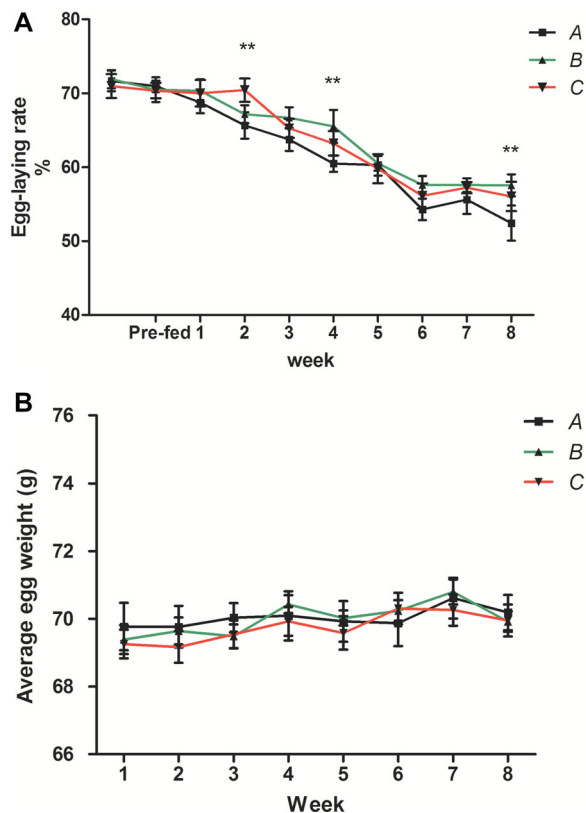 A
80
70
60
50
40
Egg-laying rate
%
** ** **
Pre-fed 1 2 3 4 5 6 7 8
week
A
B
C
B
76
74
72
70
68
66
Average egg weight (g)
1 2 3 4 5 6 7 8
Week
A
B
C